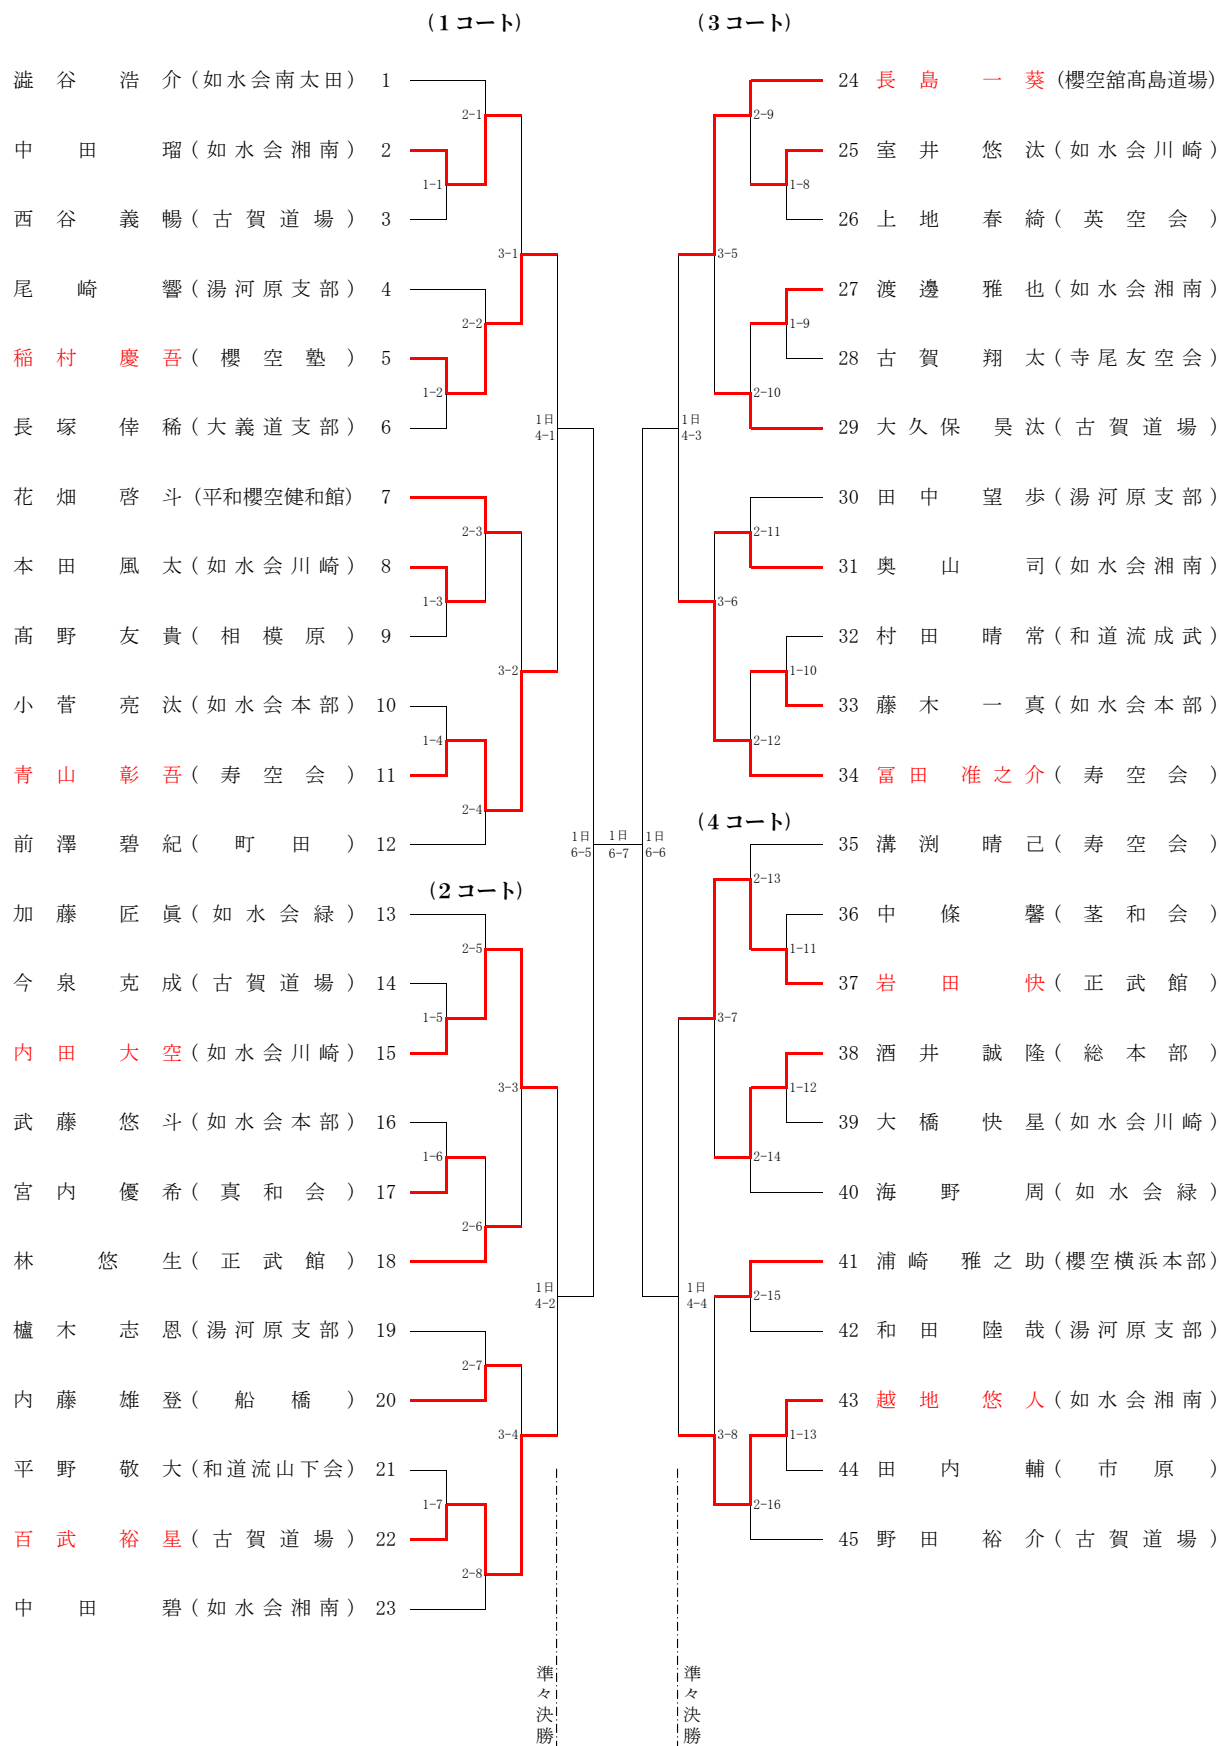 (1コート)
澁谷 浩介(如水会南太田) 1
2-1
中田 瑠(如水会湘南) 2
1-1
西谷義暢(古賀道場) 3
3-1
尾崎 響(湯河原支部) 4
2-2
稲村慶吾(櫻空塾) 5
1-2
長塚倖稀(大義道支部) 6
1日
4-1
花畑啓斗(平和櫻空健和館) 7
2-3
本田風太(如水会川崎) 8
1-3
髙野友貴(相模原) 9
3-2
小菅亮汰(如水会本部) 10
1-4
青山彰吾(寿空会) 11
2-4
前澤碧紀(町田) 12
1日
6-5
(2コート)
加藤匠眞(如水会緑) 13
2-5
今泉克成(古賀道場) 14
1-5
内田大空(如水会川崎) 15
3-3
武藤悠斗(如水会本部) 16
1-6
宮内優希(真和会) 17
2-6
林 悠生(正武館) 18
1日
4-2
櫨木志恩(湯河原支部) 19
2-7
内藤雄登(船橋) 20
3-4
平野敬大(和道流山下会) 21
1-7
百武裕星(古賀道場) 22
2-8
中田 碧(如水会湘南) 23
準々決勝
1日
6-7
(3コート)
24 長島一葵(櫻空舘髙島道場)
2-9
25 室井悠汰(如水会川崎)
1-8
26 上地春綺(英空会)
3-5
27 渡邊雅也(如水会湘南)
1-9
28 古賀翔太(寺尾友空会)
2-10
29 大久保昊汰(古賀道場)
1日
4-3
30 田中望歩(湯河原支部)
2-11
31 奥山 司(如水会湘南)
3-6
32 村田晴常(和道流成武)
1-10
33 藤木一真(如水会本部)
2-12
34 冨田准之介(寿空会)
1日
6-6
(4コート)
35 溝渕晴己(寿空会)
2-13
36 中條 馨(茎和会)
1-11
37 岩田 快(正武館)
3-7
38 酒井誠隆(総本部)
1-12
39 大橋快星(如水会川崎)
2-14
40 海野 周(如水会緑)
1日
4-4
41 浦崎雅之助(櫻空横浜本部)
2-15
42 和田陸哉(湯河原支部)
43 越地悠人(如水会湘南)
3-8
1-13
44 田内 輔(市原)
2-16
45 野田裕介(古賀道場)
準々決勝